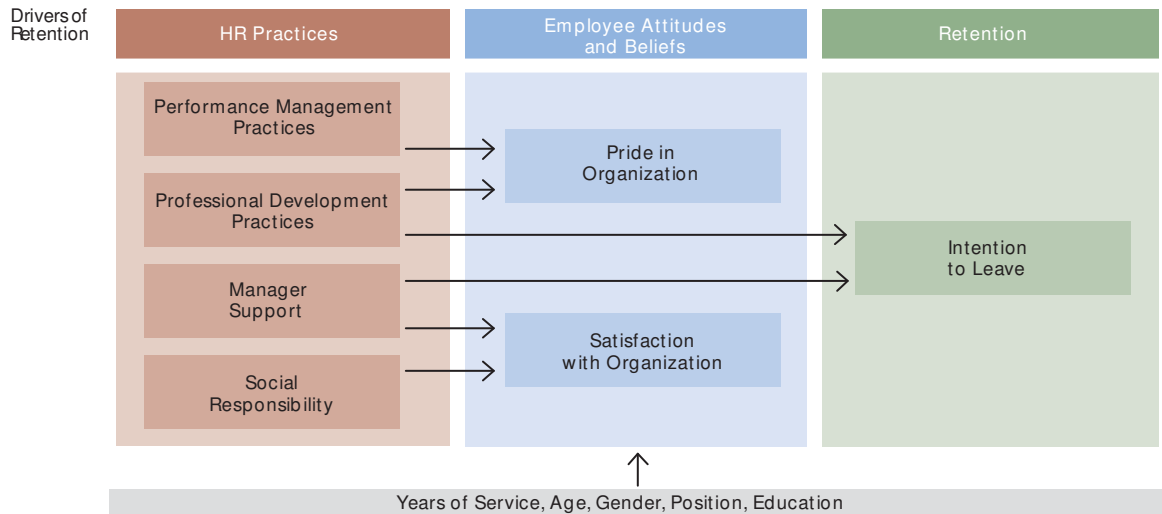 Drivers of
Retention
HR Practices
Employee Attitudes
and Beliefs
Retention
Performance Management
Practices
Professional Development
Practices
Manager
Support
Social
Responsibility
Pride in
Organization
Satisfaction
with Organization
Intention
to Leave
Years of Service, Age, Gender, Position, Education